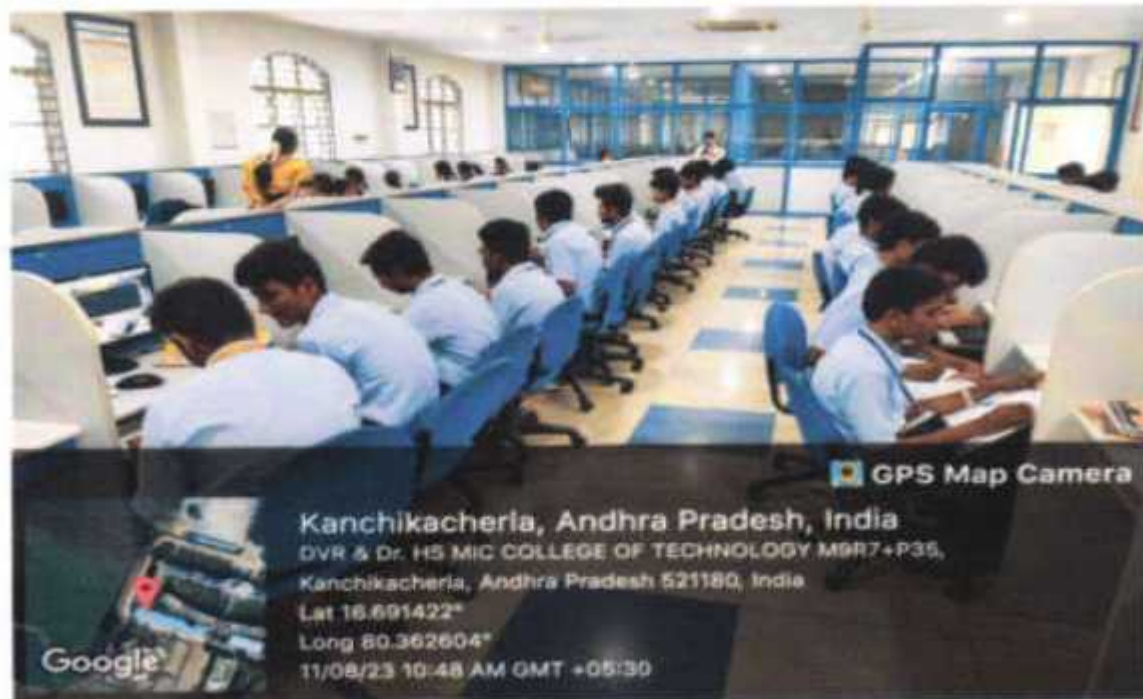 GPS Map Camera
Kanchikacherla, Andhra Pradesh, India
DVR & Dr. HS MIC COLLEGE OF TECHNOLOGY M9R7+P35,
Kanchikacherla, Andhra Pradesh 521180, India
Lat 16.691422°
Long 80.362604°
11/08/23 10:48 AM GMT +05:30
Google